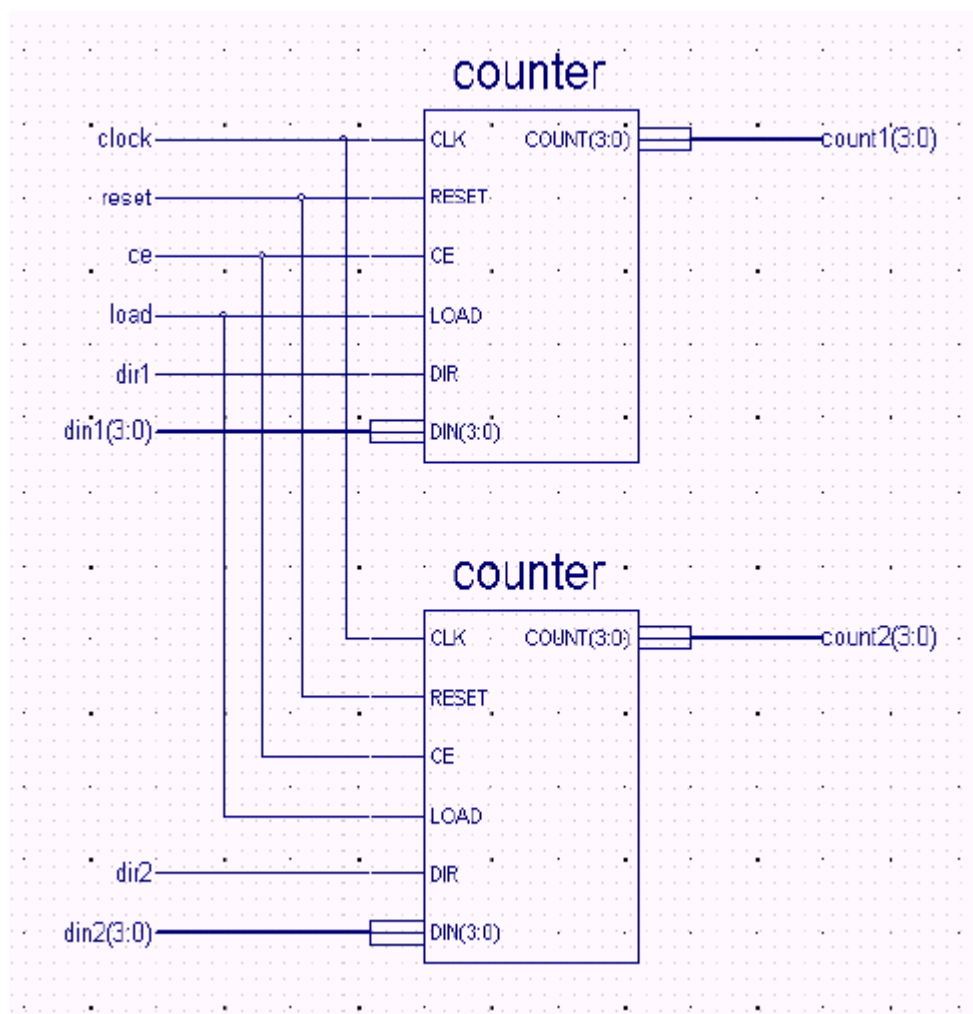 counter
clock CLK COUNT(3:0) count1(3:0)
reset RESET
ce CE
load LOAD
dir1 DIR
din1(3:0) DIN(3:0)
counter
CLK COUNT(3:0) count2(3:0)
RESET
CE
LOAD
dir2 DIR
din2(3:0) DIN(3:0)